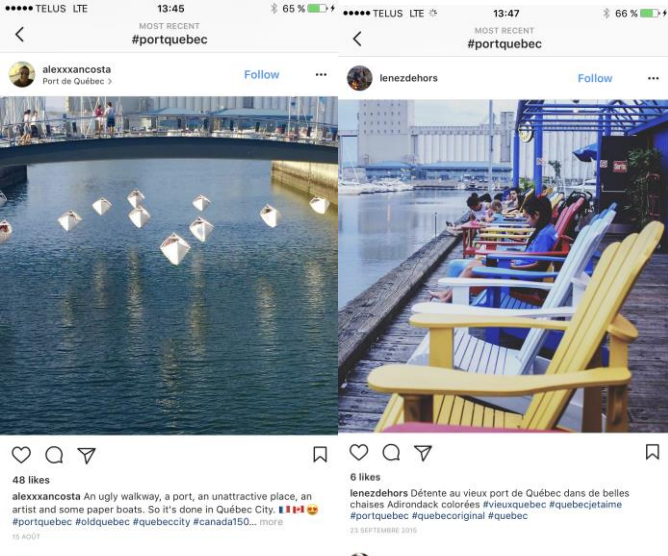 TELUS LTE 13:45 65 %
MOST RECENT
#portquebec
alexxxancosta
Port de Québec >
Follow
48 likes
alexxxancosta An ugly walkway, a port, an unattractive place, an
artist and some paper boats. So it's done in Québec City. 🇫🇷🇨🇦😍
#portquebec #oldquebec #quebeccity #canada150... more
15 AOÛT
TELUS LTE 13:47 66 %
MOST RECENT
#portquebec
lenezdehors
Follow
6 likes
lenezdehors Détente au vieux port de Québec dans de belles
chaises Adirondack colorées #vieuxquebec #quebecjetaime
#portquebec #quebecoriginal #quebec
23 SEPTEMBRE 2015